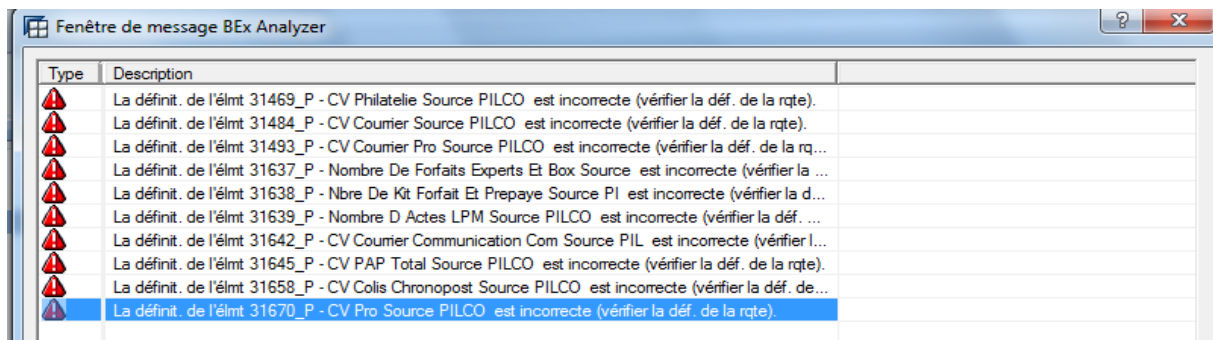 Fenêtre de message BEx Analyzer
Type Description
La définit. de l'élmt 31469_P - CV Philatelie Source PILCO est incorrecte (vérifier la déf. de la rqte).
La définit. de l'élmt 31484_P - CV Courrier Source PILCO est incorrecte (vérifier la déf. de la rqte).
La définit. de l'élmt 31493_P - CV Courrier Pro Source PILCO est incorrecte (vérifier la déf. de la rq...
La définit. de l'élmt 31637_P - Nombre De Forfaits Experts Et Box Source est incorrecte (vérifier la ...
La définit. de l'élmt 31638_P - Nbre De Kit Forfait Et Prepaye Source PI est incorrecte (vérifier la d...
La définit. de l'élmt 31639_P - Nombre D Actes LPM Source PILCO est incorrecte (vérifier la déf. ...
La définit. de l'élmt 31642_P - CV Courrier Communication Com Source PIL est incorrecte (vérifier l...
La définit. de l'élmt 31645_P - CV PAP Total Source PILCO est incorrecte (vérifier la déf. de la rqte).
La définit. de l'élmt 31658_P - CV Colis Chronopost Source PILCO est incorrecte (vérifier la déf. de...
La définit. de l'élmt 31670_P - CV Pro Source PILCO est incorrecte (vérifier la déf. de la rqte).